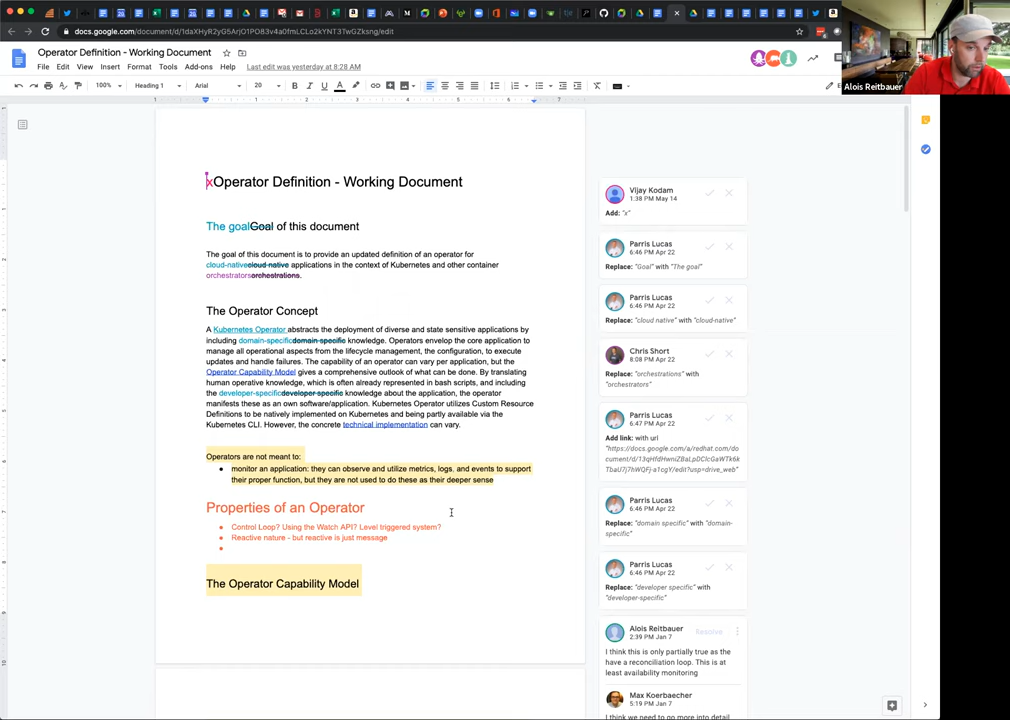 docs.google.com/document/d/1daXHyR2yG5ArjO1PO83v4a0fmLCLo2kYNT3TwGZksng/edit
Operator Definition - Working Document
File Edit View Insert Format Tools Add-ons Help Last edit was yesterday at 8:28 AM
100% Heading 1 Arial 20
Alois Reitbauer
xOperator Definition - Working Document
The goalGoal of this document
The goal of this document is to provide an updated definition of an operator for
cloud-nativecloud native applications in the context of Kubernetes and other container
orchestratorsorchestrations.
The Operator Concept
A Kubernetes Operator abstracts the deployment of diverse and state sensitive applications by
including domain-specificdomain specific knowledge. Operators envelop the core application to
manage all operational aspects from the lifecycle management, the configuration, to execute
updates and handle failures. The capability of an operator can vary per application, but the
Operator Capability Model gives a comprehensive outlook of what can be done. By translating
human operative knowledge, which is often already represented in bash scripts, and including
the developer-specificdeveloper specific knowledge about the application, the operator
manifests these as an own software/application. Kubernetes Operator utilizes Custom Resource
Definitions to be natively implemented on Kubernetes and being partly available via the
Kubernetes CLI. However, the concrete technical implementation can vary.
Operators are not meant to:
● monitor an application: they can observe and utilize metrics, logs, and events to support
their proper function, but they are not used to do these as their deeper sense
Properties of an Operator
● Control Loop? Using the Watch API? Level triggered system?
● Reactive nature - but reactive is just message
●
The Operator Capability Model
Vijay Kodam
1:38 PM May 14
Add: "x"
Parris Lucas
6:46 PM Apr 22
Replace: "Goal" with "The goal"
Parris Lucas
6:46 PM Apr 22
Replace: "cloud native" with "cloud-native"
Chris Short
8:08 PM Apr 22
Replace: "orchestrations" with
"orchestrators"
Parris Lucas
6:47 PM Apr 22
Add link: with url
Parris Lucas
6:46 PM Apr 22
Replace: "domain specific" with "domain-
specific"
Parris Lucas
6:46 PM Apr 22
Replace: "developer specific" with
"developer-specific"
Alois Reitbauer
2:39 PM Jan 7
Resolve
I think this is only partially true as the
have a reconciliation loop. This is at
least availability monitoring
Max Koerbaecher
5:19 PM Jan 7
I think we need to go more into detail